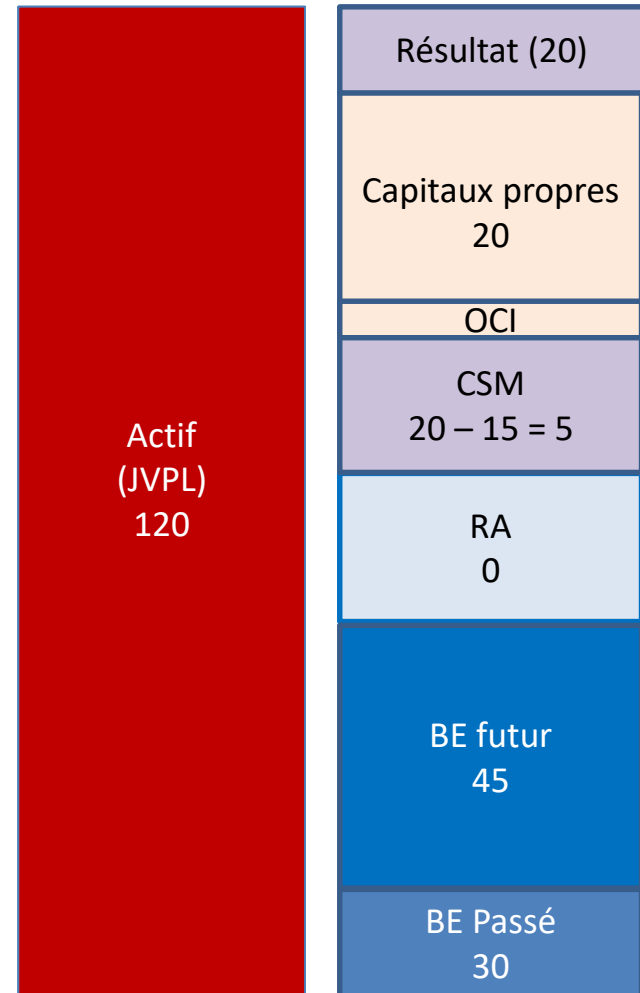 Actif
(JVPL)
120
Résultat (20)
Capitaux propres
20
OCI
CSM
20 – 15 = 5
RA
0
BE futur
45
BE Passé
30